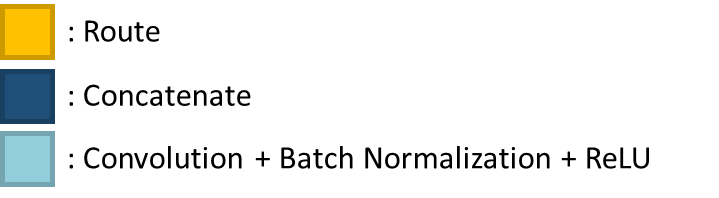 : Route
: Concatenate
: Convolution + Batch Normalization + ReLU